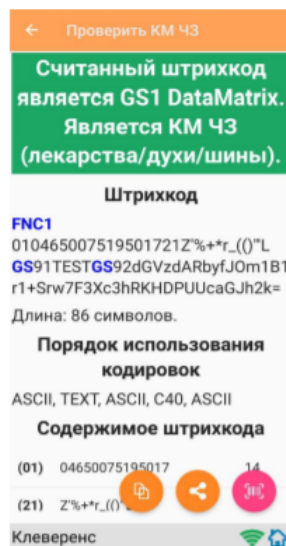 ← Проверить КМ ЧЗ
Считанный штрихкод
является GS1 DataMatrix.
Является КМ ЧЗ
(лекарства/духи/шины).
Штрихкод
FNC1
010465007519501721Z'%+*r_(()"'L
GS91TESTGS92dGVzdARbyfJOm1B1
r1+Srw7F3Xc3hRKHDPUUcaGJh2k=
Длина: 86 символов.
Порядок использования
кодировок
ASCII, TEXT, ASCII, C40, ASCII
Содержимое штрихкода
(01) 04650075195017 14
(21)
Клеверенс